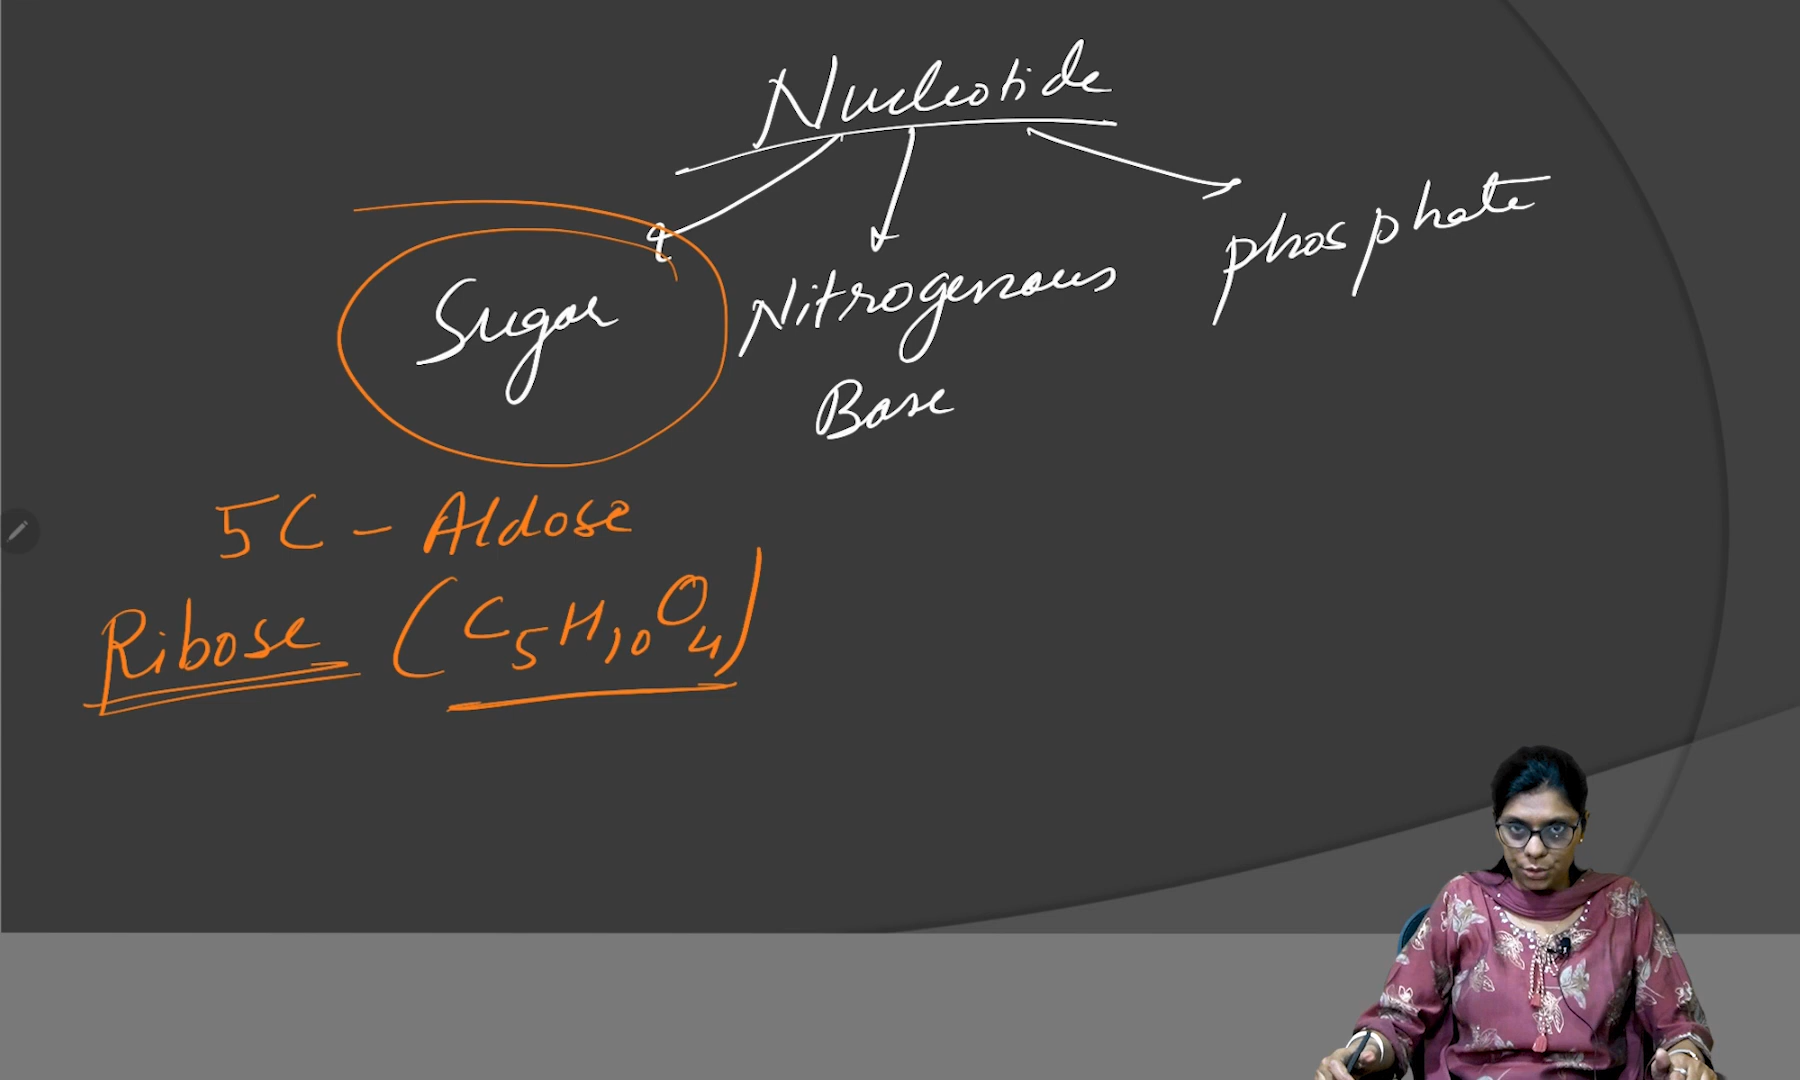 Nucleotide
Sugar
Nitrogenous
Base
phosphate
5C - Aldose
Ribose (C₅H₁₀O₄)